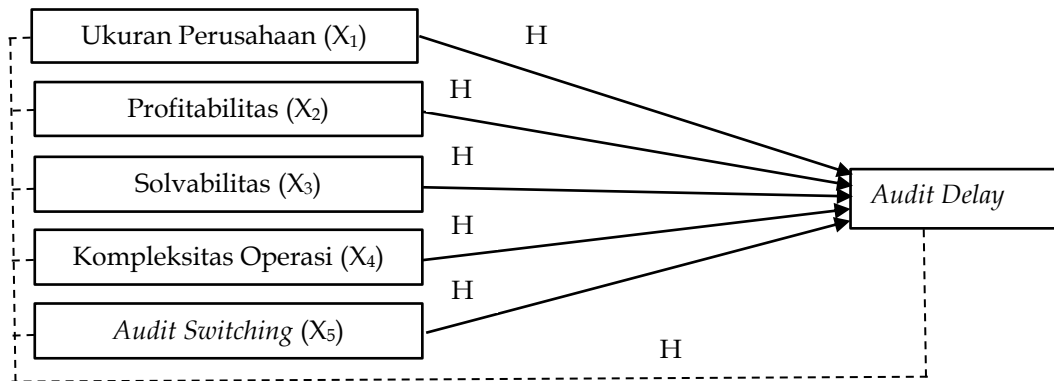 Ukuran Perusahaan (X₁)
H
Profitabilitas (X₂)
H
Solvabilitas (X₃)
H
Audit Delay
Kompleksitas Operasi (X₄)
H
Audit Switching (X₅)
H
H